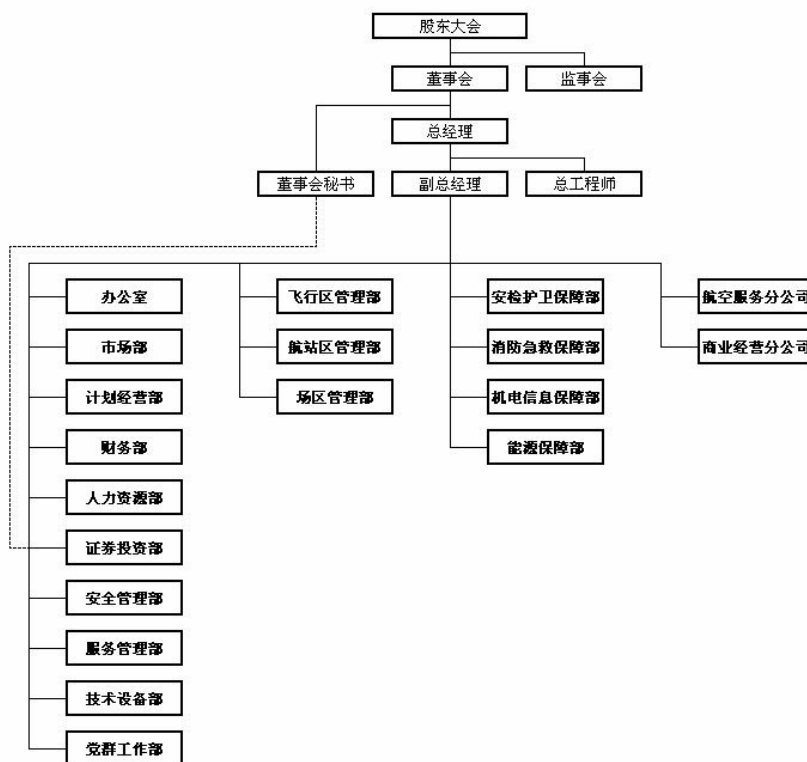 股东大会
董事会
监事会
总经理
董事会秘书
副总经理
总工程师
办公室
飞行区管理部
安检护卫保障部
航空服务分公司
市场部
航站区管理部
消防急救保障部
商业经营分公司
计划经营部
场区管理部
机电信息保障部
财务部
能源保障部
人力资源部
证券投资部
安全管理部
服务管理部
技术设备部
党群工作部